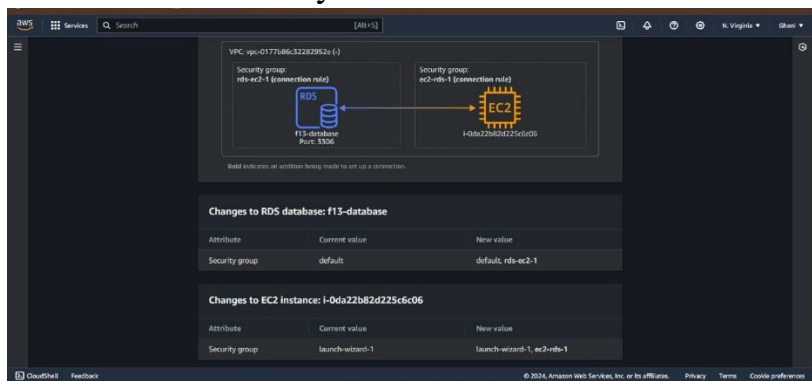 aws
Services
Search
[Alt+S]
N. Virginia
Ghani
VPC: vpc-0177b86c32282952e (-)
Security group:
rds-ec2-1 (connection rule)
Security group:
ec2-rds-1 (connection rule)
RDS
EC2
f13-database
Port: 3306
i-0da22b82d225c6c06
Bold indicates an addition being made to set up a connection.
Changes to RDS database: f13-database
Attribute Current value New value
Security group default default, rds-ec2-1
Changes to EC2 instance: i-0da22b82d225c6c06
Attribute Current value New value
Security group launch-wizard-1 launch-wizard-1, ec2-rds-1
CloudShell Feedback © 2024, Amazon Web Services, Inc. or its affiliates. Privacy Terms Cookie preferences